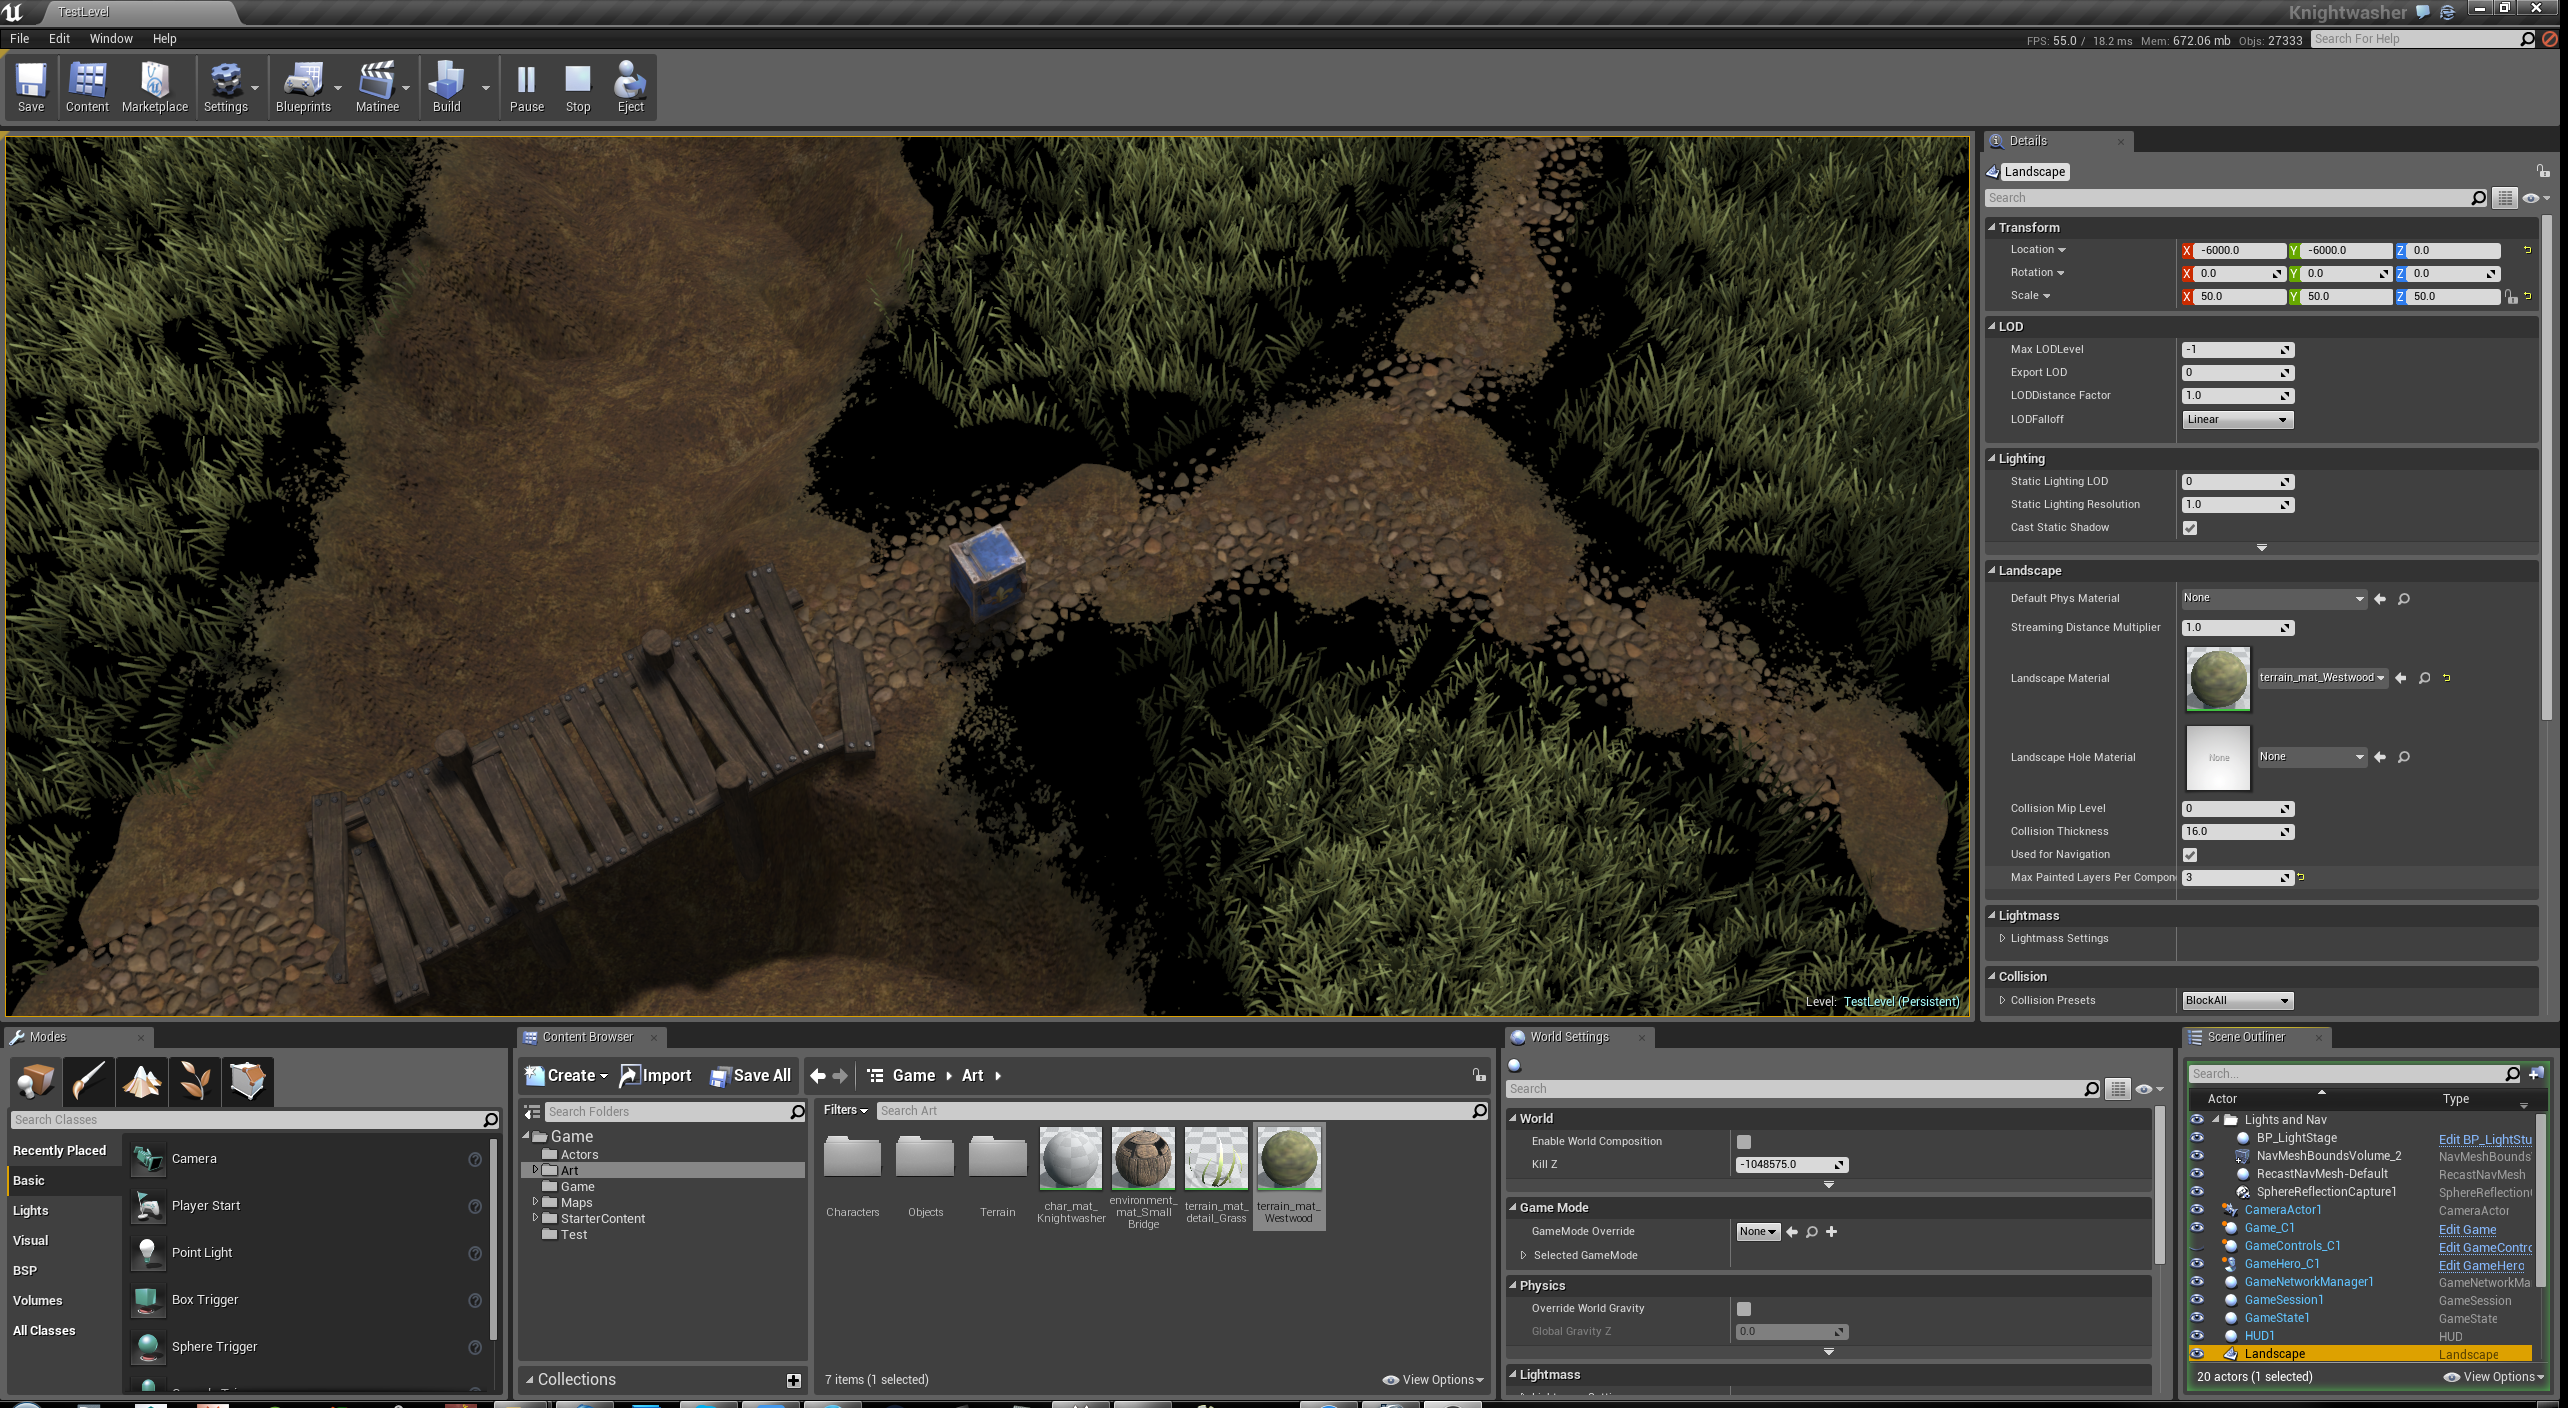 TestLevel
Knightwasher
File Edit Window Help
FPS: 55.0 / 18.2 ms Mem: 672.06 mb Objs: 27333 Search For Help
Save Content Marketplace Settings Blueprints Matinee Build Pause Stop Eject
Details
Landscape
Search
Transform
Location X -6000.0 Y -6000.0 Z 0.0
Rotation X 0.0 Y 0.0 Z 0.0
Scale X 50.0 Y 50.0 Z 50.0
LOD
Max LODLevel -1
Export LOD 0
LODDistance Factor 1.0
LODFalloff Linear
Lighting
Static Lighting LOD 0
Static Lighting Resolution 1.0
Cast Static Shadow
Landscape
Default Phys Material None
Streaming Distance Multiplier 1.0
Landscape Material terrain_mat_Westwood
Landscape Hole Material None None
Collision Mip Level 0
Collision Thickness 16.0
Used for Navigation
Max Painted Layers Per Compon 3
Lightmass
Lightmass Settings
Collision
Collision Presets BlockAll
Level: TestLevel (Persistent)
Modes
Search Classes
Recently Placed
Basic
Lights
Visual
BSP
Volumes
All Classes
Camera
Player Start
Point Light
Box Trigger
Sphere Trigger
Content Browser
Create Import Save All Game Art
Search Folders
Filters Search Art
Game
Actors
Art
Game
Maps
StarterContent
Test
Collections
Characters
Objects
Terrain
char_mat_
Knightwasher
environment_
mat_Small
Bridge
terrain_mat_
detail_Grass
terrain_mat_
Westwood
7 items (1 selected) View Options
World Settings
Search
World
Enable World Composition
Kill Z -1048575.0
Game Mode
GameMode Override None
Selected GameMode
Physics
Override World Gravity
Global Gravity Z 0.0
Lightmass
Scene Outliner
Search...
Actor Type
Lights and Nav
BP_LightStage Edit BP_LightStu
NavMeshBoundsVolume_2 NavMeshBounds
RecastNavMesh-Default RecastNavMesh
SphereReflectionCapture1 SphereReflection
CameraActor1 CameraActor
Game_C1 Edit Game
GameControls_C1 Edit GameContro
GameHero_C1 Edit GameHero
GameNetworkManager1 GameNetworkMa
GameSession1 GameSession
GameState1 GameState
HUD1 HUD
Landscape Landscape
20 actors (1 selected) View Options